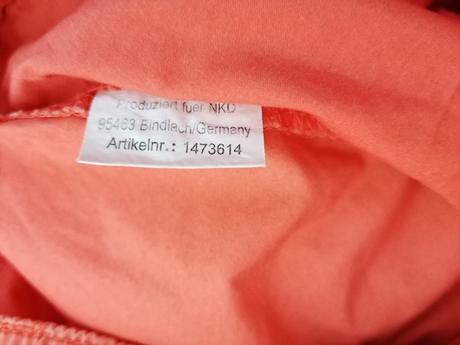 Produziert fuer NKD
95463 Bindlach/Germany
Artikelnr.: 1473614